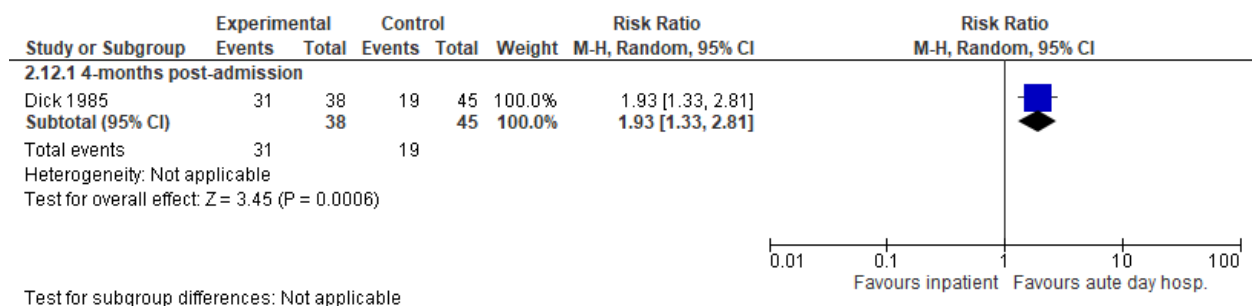 Experimental Control Risk Ratio Risk Ratio
Study or Subgroup Events Total Events Total Weight M-H, Random, 95% CI M-H, Random, 95% CI
2.12.1 4-months post-admission
Dick 1985 31 38 19 45 100.0% 1.93 [1.33, 2.81]
Subtotal (95% CI) 38 45 100.0% 1.93 [1.33, 2.81]
Total events 31 19
Heterogeneity: Not applicable
Test for overall effect: Z = 3.45 (P = 0.0006)
0.01 0.1 1 10 100
Favours inpatient Favours aute day hosp.
Test for subgroup differences: Not applicable